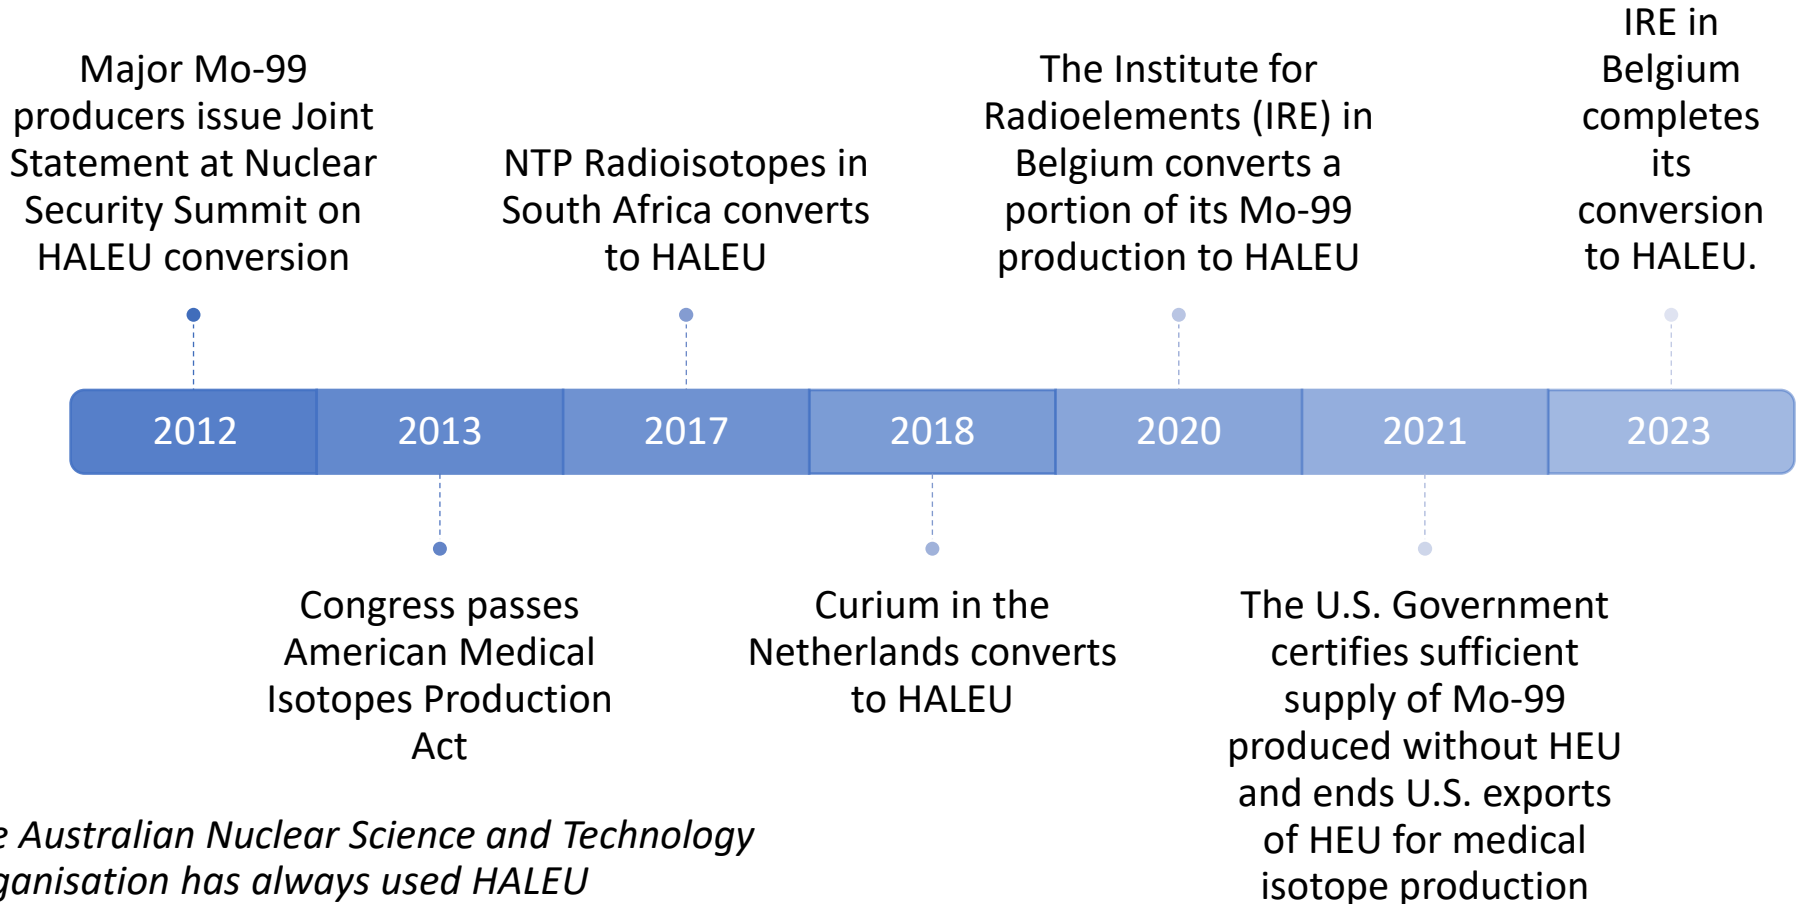 Major Mo-99
producers issue Joint
Statement at Nuclear
Security Summit on
HALEU conversion
NTP Radioisotopes in
South Africa converts
to HALEU
The Institute for
Radioelements (IRE) in
Belgium converts a
portion of its Mo-99
production to HALEU
IRE in
Belgium
completes
its
conversion
to HALEU.
2012
2013
2017
2018
2020
2021
2023
Congress passes
American Medical
Isotopes Production
Act
Curium in the
Netherlands converts
to HALEU
The U.S. Government
certifies sufficient
supply of Mo-99
produced without HEU
and ends U.S. exports
of HEU for medical
isotope production
e Australian Nuclear Science and Technology
ganisation has always used HALEU